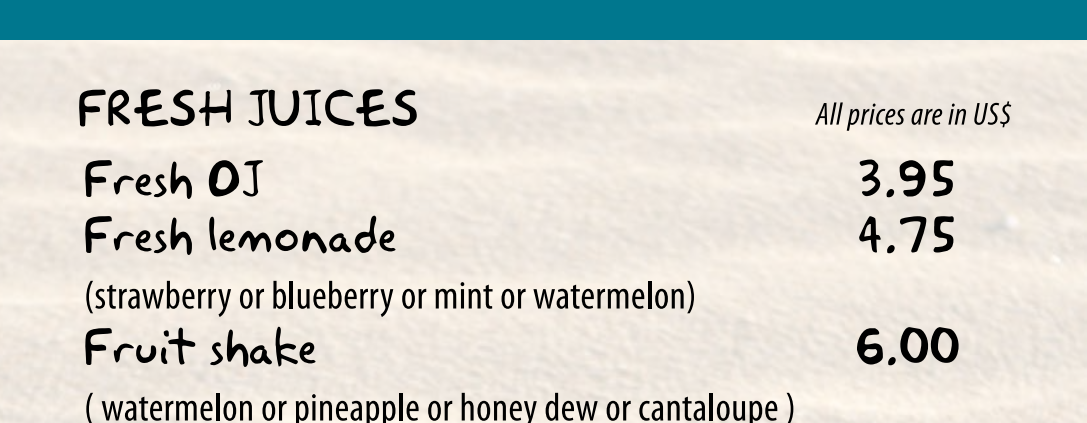 FRESH JUICES All prices are in US$
Fresh OJ 3.95
Fresh lemonade 4.75
(strawberry or blueberry or mint or watermelon)
Fruit shake 6.00
( watermelon or pineapple or honey dew or cantaloupe )